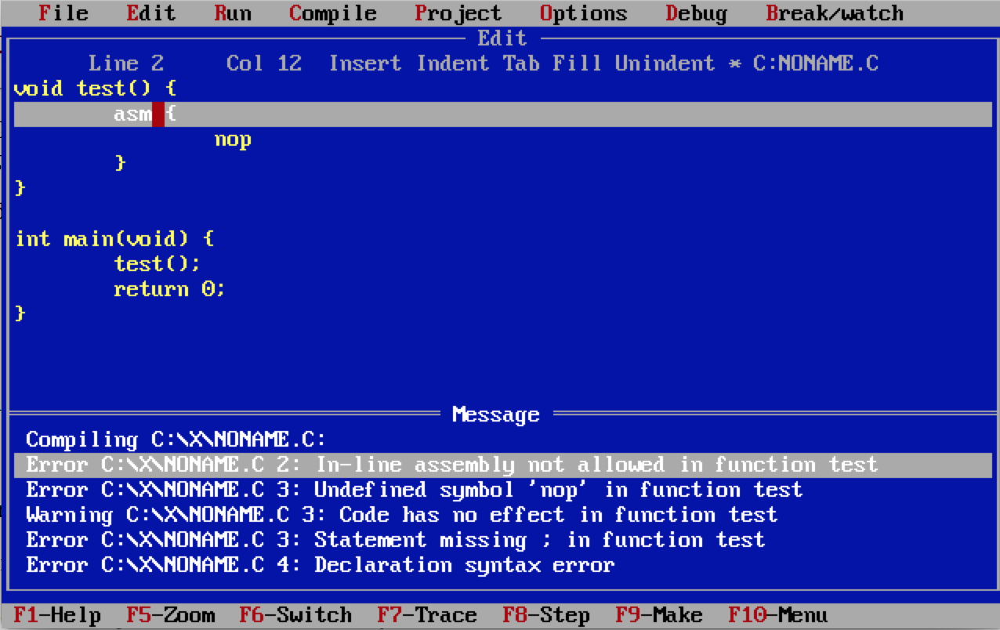 File Edit Run Compile Project Options Debug Break/watch
Edit
Line 2 Col 12 Insert Indent Tab Fill Unindent * C:NONAME.C
void test() {
asm {
nop
}
}
int main(void) {
test();
return 0;
}
Message
Compiling C:\X\NONAME.C:
Error C:\X\NONAME.C 2: In-line assembly not allowed in function test
Error C:\X\NONAME.C 3: Undefined symbol 'nop' in function test
Warning C:\X\NONAME.C 3: Code has no effect in function test
Error C:\X\NONAME.C 3: Statement missing ; in function test
Error C:\X\NONAME.C 4: Declaration syntax error
F1-Help F5-Zoom F6-Switch F7-Trace F8-Step F9-Make F10-Menu